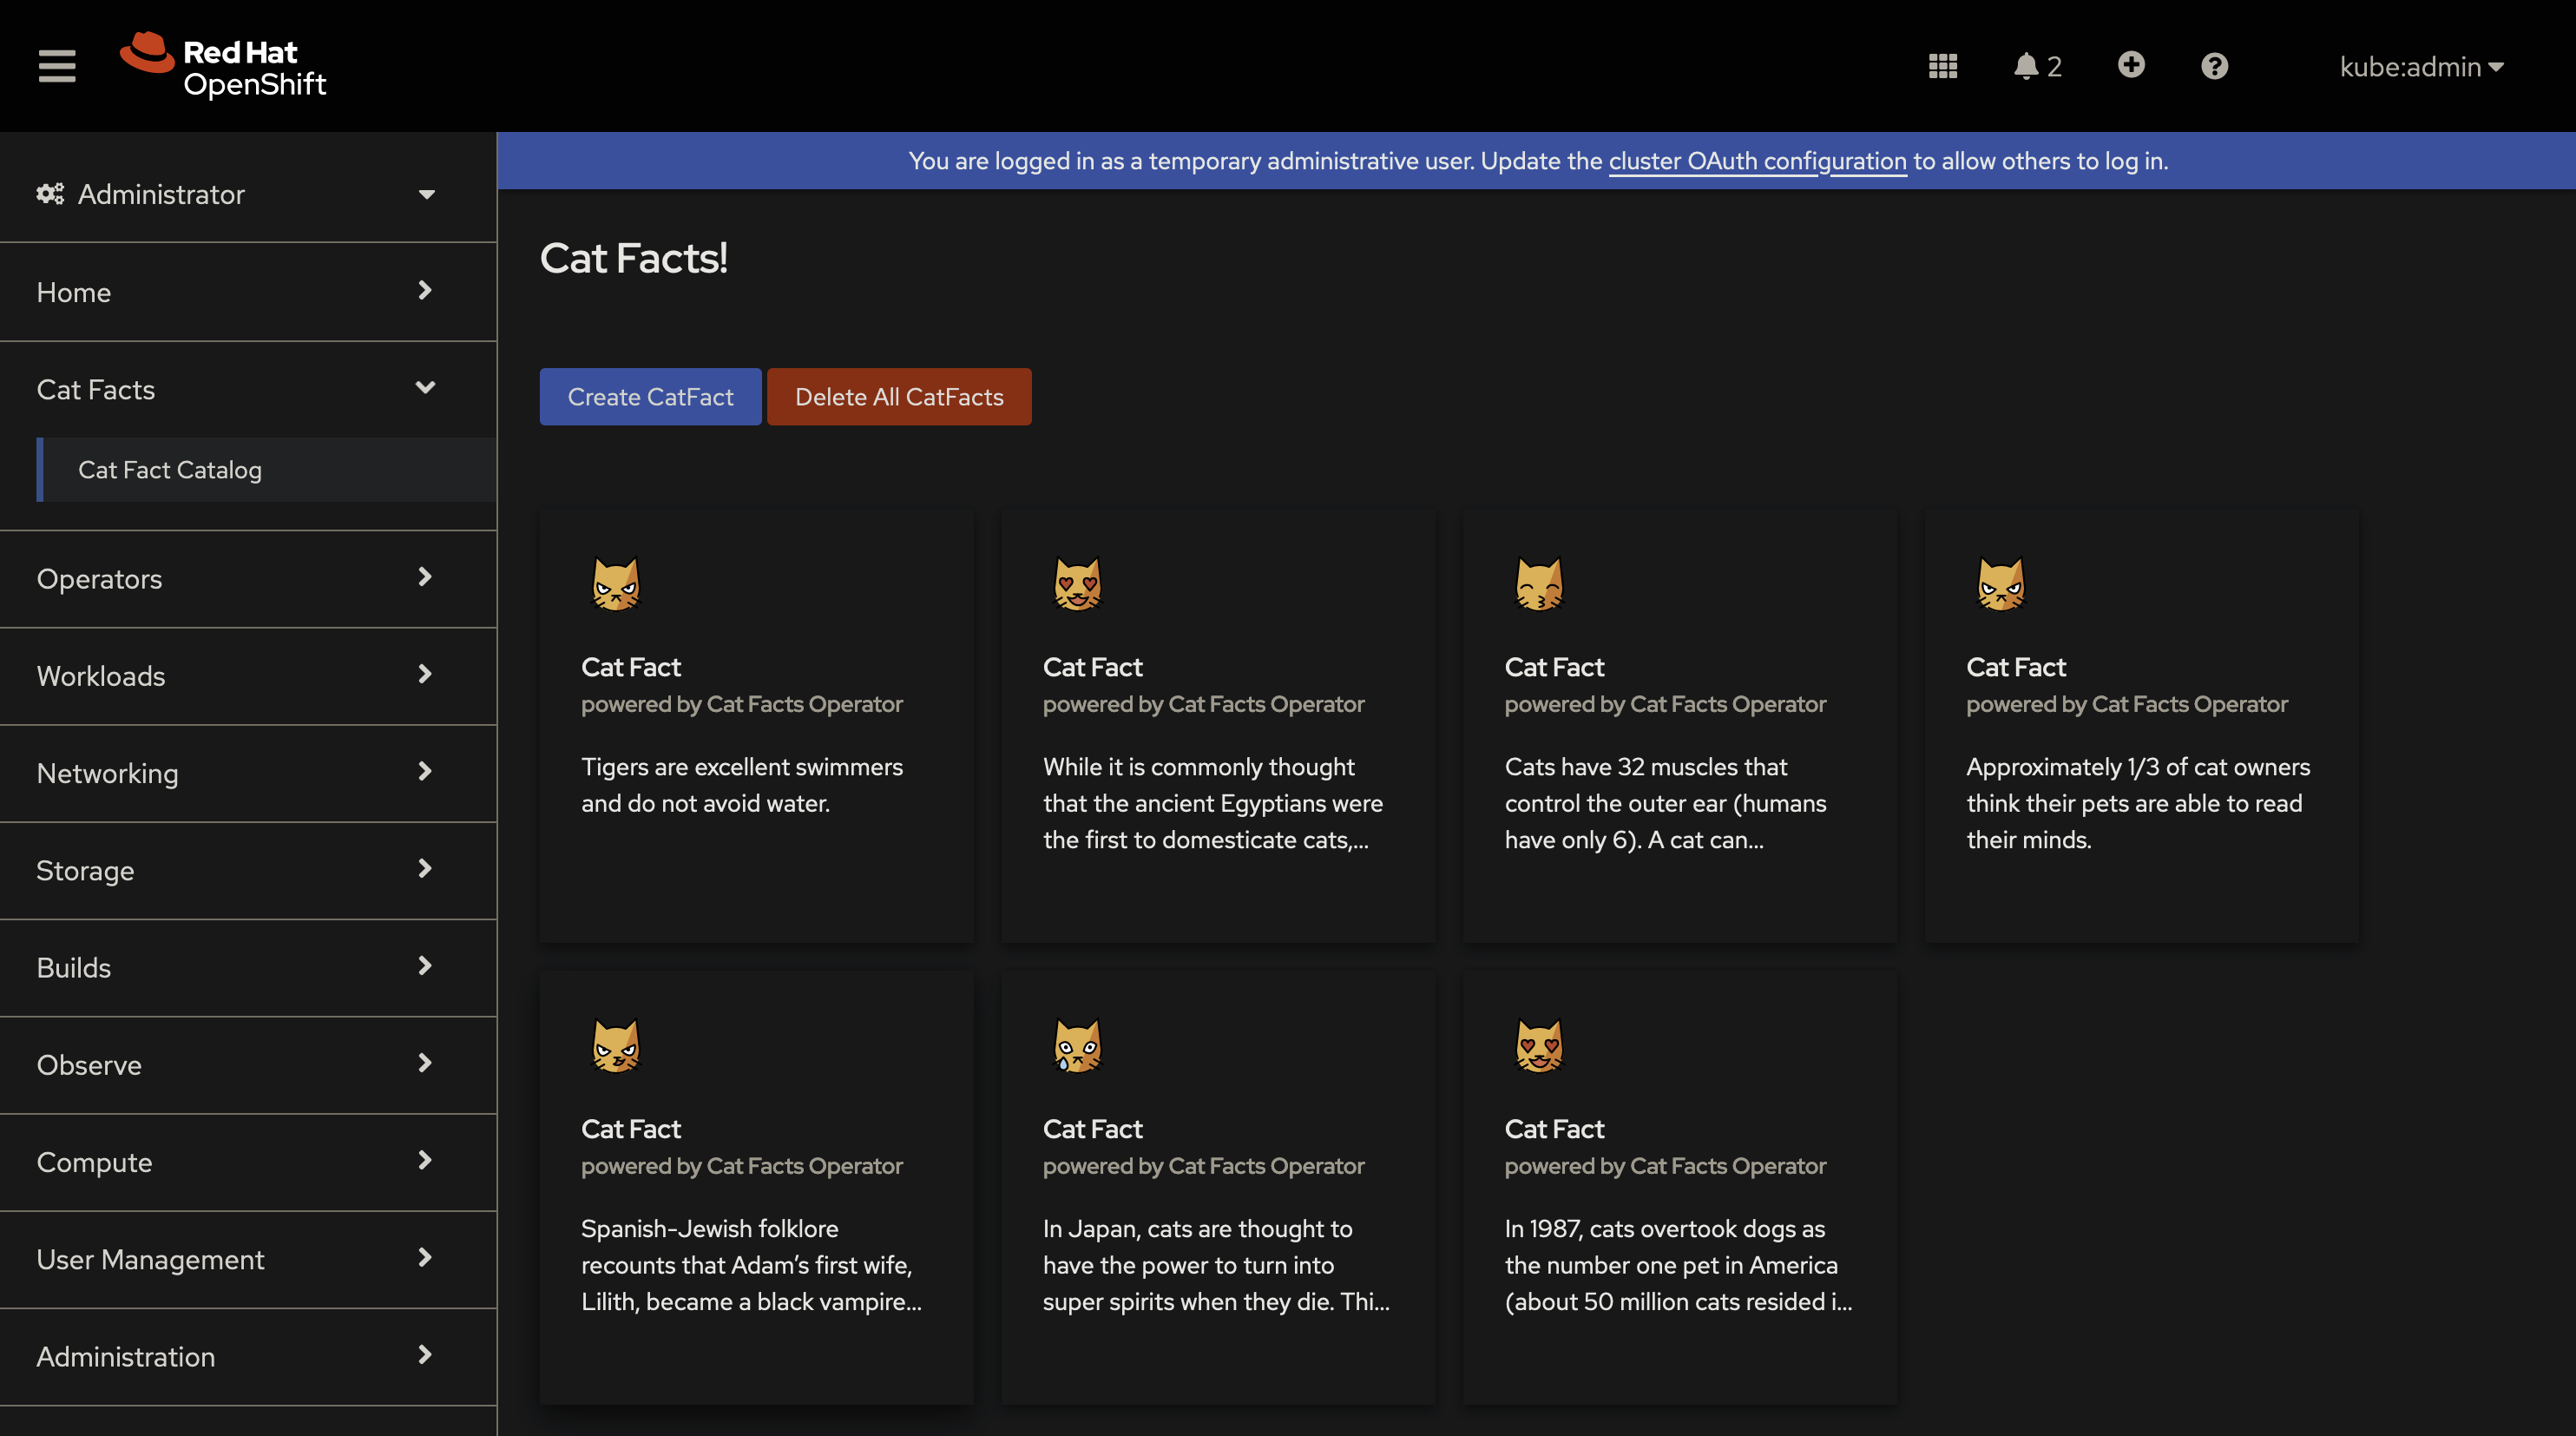 Red Hat
OpenShift
2
kube:admin
Administrator
Home
Cat Facts
Cat Fact Catalog
Operators
Workloads
Networking
Storage
Builds
Observe
Compute
User Management
Administration
You are logged in as a temporary administrative user. Update the cluster OAuth configuration to allow others to log in.
Cat Facts!
Create CatFact
Delete All CatFacts
Cat Fact
powered by Cat Facts Operator
Tigers are excellent swimmers
and do not avoid water.
Cat Fact
powered by Cat Facts Operator
While it is commonly thought
that the ancient Egyptians were
the first to domesticate cats,...
Cat Fact
powered by Cat Facts Operator
Cats have 32 muscles that
control the outer ear (humans
have only 6). A cat can...
Cat Fact
powered by Cat Facts Operator
Approximately 1/3 of cat owners
think their pets are able to read
their minds.
Cat Fact
powered by Cat Facts Operator
Spanish-Jewish folklore
recounts that Adam’s first wife,
Lilith, became a black vampire...
Cat Fact
powered by Cat Facts Operator
In Japan, cats are thought to
have the power to turn into
super spirits when they die. Thi...
Cat Fact
powered by Cat Facts Operator
In 1987, cats overtook dogs as
the number one pet in America
(about 50 million cats resided i...